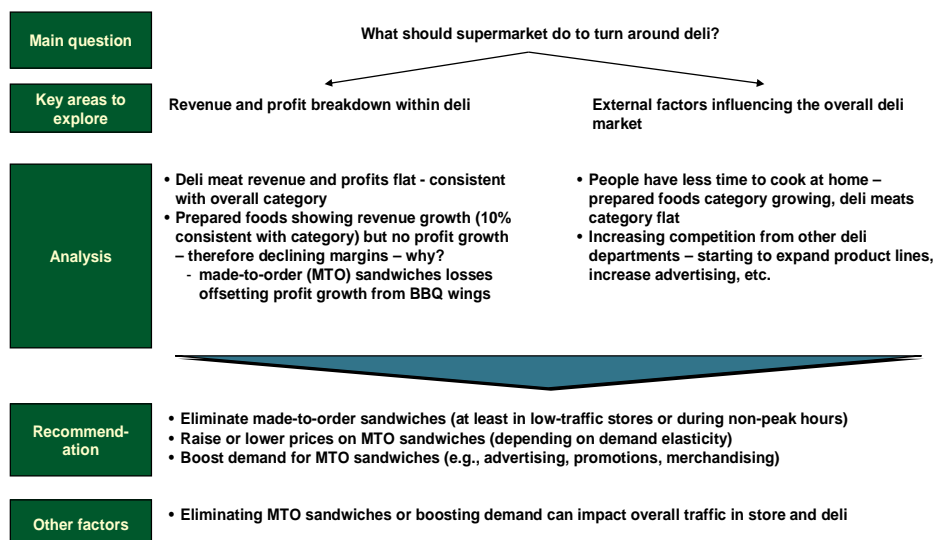 Main question
What should supermarket do to turn around deli?
Key areas to
explore
Revenue and profit breakdown within deli
External factors influencing the overall deli
market
Analysis
• Deli meat revenue and profits flat - consistent
with overall category
• Prepared foods showing revenue growth (10%
consistent with category) but no profit growth
– therefore declining margins – why?
- made-to-order (MTO) sandwiches losses
offsetting profit growth from BBQ wings
• People have less time to cook at home –
prepared foods category growing, deli meats
category flat
• Increasing competition from other deli
departments – starting to expand product lines,
increase advertising, etc.
Recommend-
ation
• Eliminate made-to-order sandwiches (at least in low-traffic stores or during non-peak hours)
• Raise or lower prices on MTO sandwiches (depending on demand elasticity)
• Boost demand for MTO sandwiches (e.g., advertising, promotions, merchandising)
Other factors
• Eliminating MTO sandwiches or boosting demand can impact overall traffic in store and deli